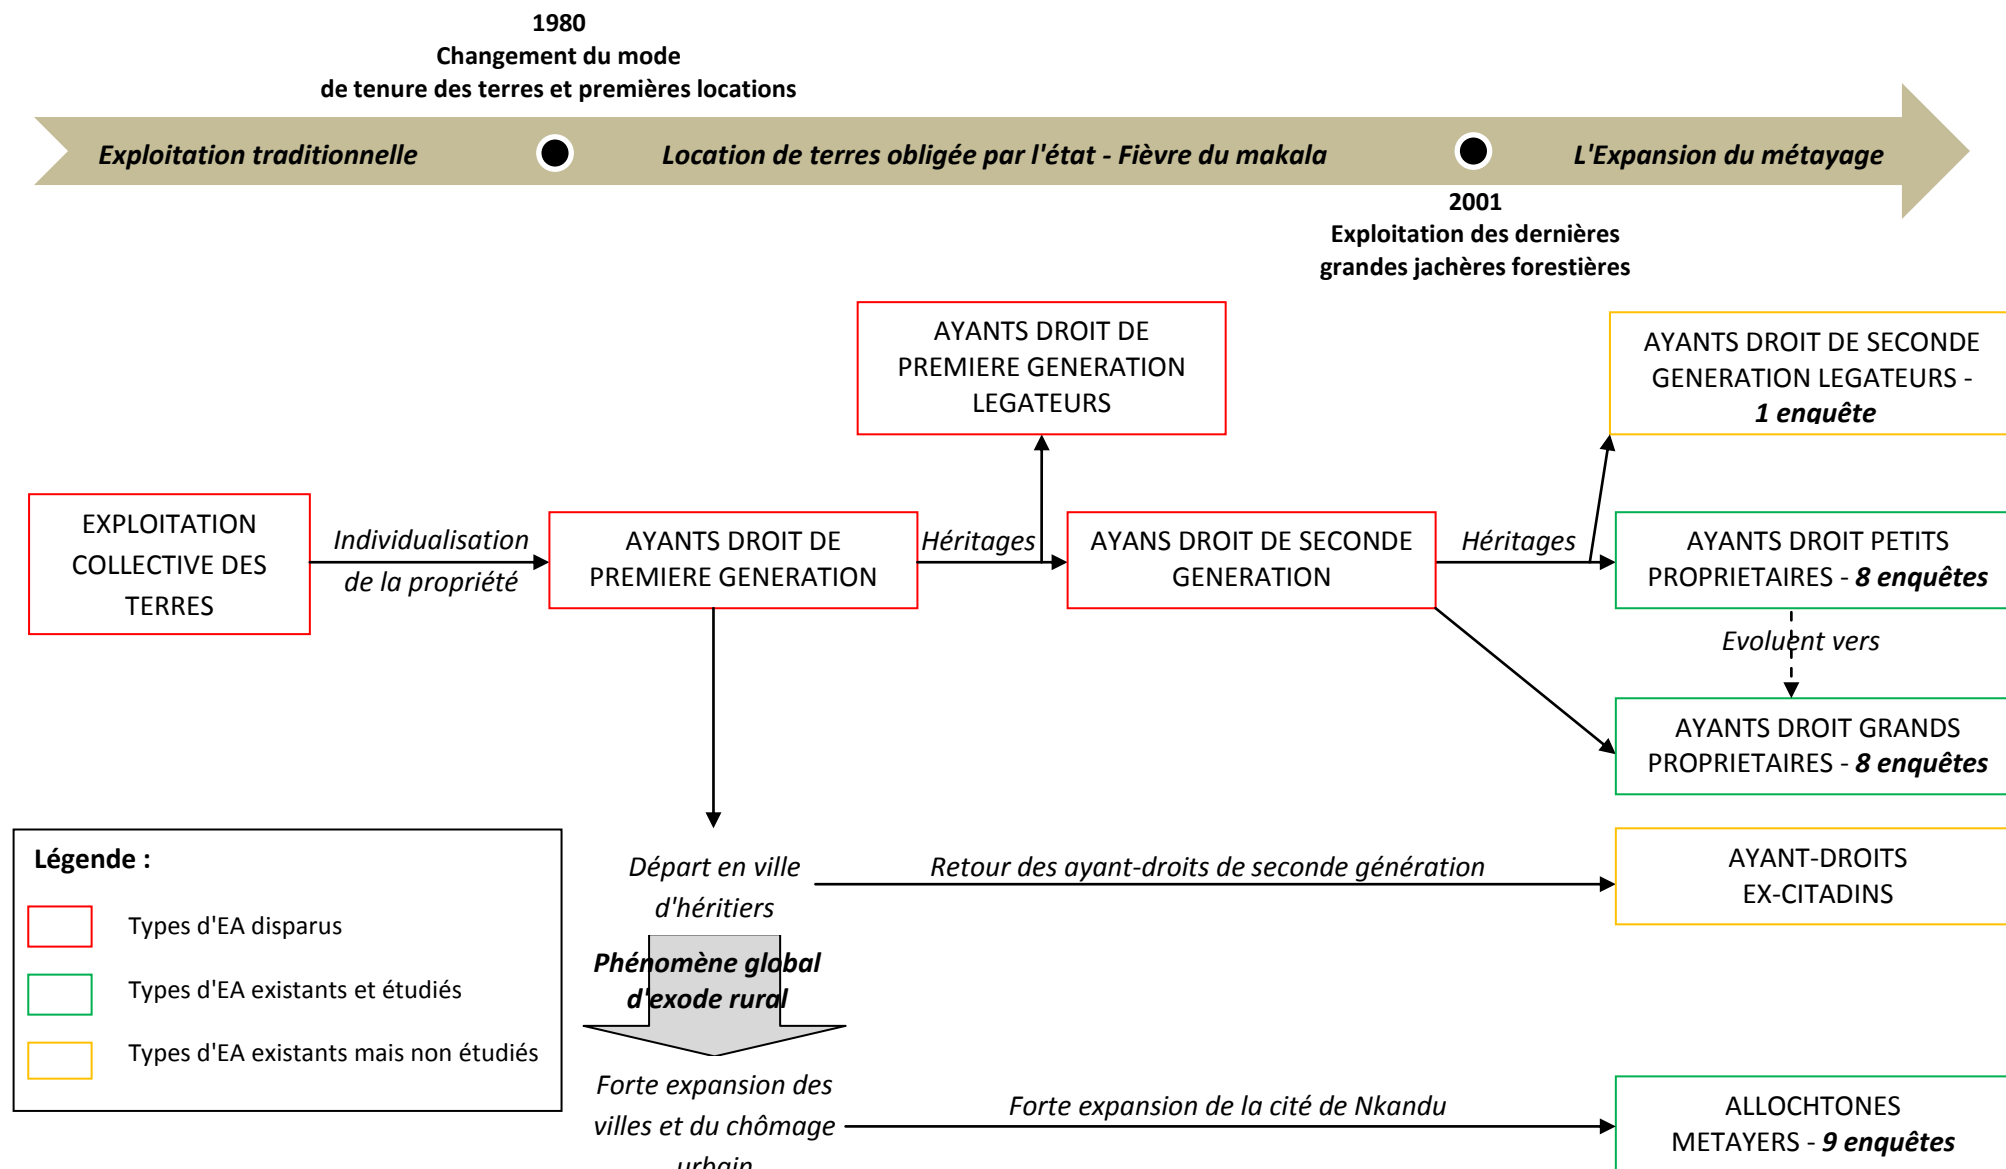 1980
Changement du mode
de tenure des terres et premières locations
Exploitation traditionnelle
Location de terres obligée par l'état - Fièvre du makala
L'Expansion du métayage
2001
Exploitation des dernières
grandes jachères forestières
AYANTS DROIT DE
PREMIERE GENERATION
LEGATEURS
AYANTS DROIT DE SECONDE
GENERATION LEGATEURS -
1 enquête
EXPLOITATION
COLLECTIVE DES
TERRES
Individualisation
de la propriété
AYANTS DROIT DE
PREMIERE GENERATION
Héritages
AYANS DROIT DE SECONDE
GENERATION
Héritages
AYANTS DROIT PETITS
PROPRIETAIRES - 8 enquêtes
Evoluent vers
AYANTS DROIT GRANDS
PROPRIETAIRES - 8 enquêtes
Légende :
Types d'EA disparus
Types d'EA existants et étudiés
Types d'EA existants mais non étudiés
Départ en ville
d'héritiers
Retour des ayant-droits de seconde génération
AYANT-DROITS
EX-CITADINS
Phénomène global
d'exode rural
Forte expansion des
villes et du chômage
urbain
Forte expansion de la cité de Nkandu
ALLOCHTONES
METAYERS - 9 enquêtes